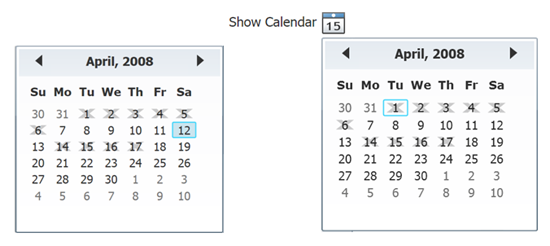 Show Calendar 15
April, 2008
Su Mo Tu We Th Fr Sa
30 31 1 2 3 4 5
6 7 8 9 10 11 12
13 14 15 16 17 18 19
20 21 22 23 24 25 26
27 28 29 30 1 2 3
4 5 6 7 8 9 10
April, 2008
Su Mo Tu We Th Fr Sa
30 31 1 2 3 4 5
6 7 8 9 10 11 12
13 14 15 16 17 18 19
20 21 22 23 24 25 26
27 28 29 30 1 2 3
4 5 6 7 8 9 10